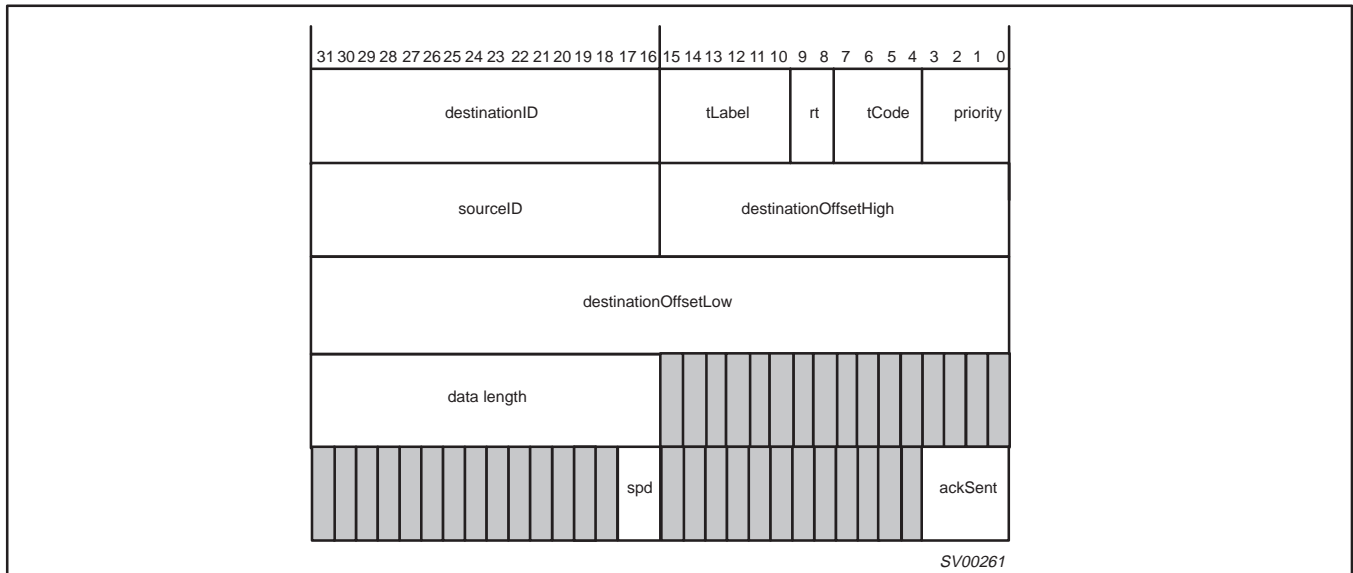 31 30 29 28 27 26 25 24 23 22 21 20 19 18 17 16 15 14 13 12 11 10 9 8 7 6 5 4 3 2 1 0
destinationID tLabel rt tCode priority
sourceID destinationOffsetHigh
destinationOffsetLow
data length
spd ackSent
SV00261